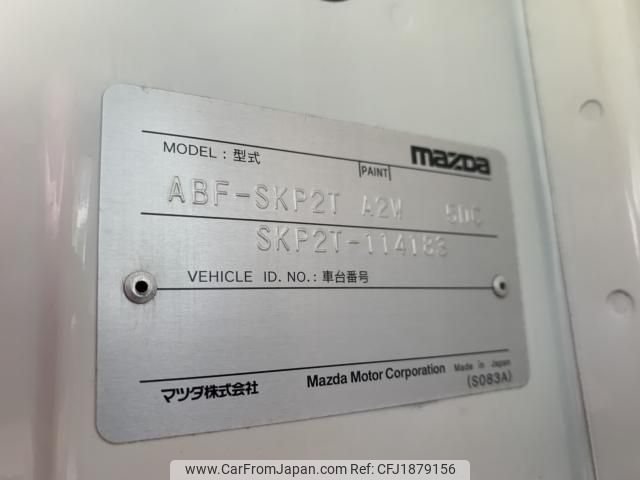 MODEL : 型式
PAINT
mazda
ABF-SKP2T A2W 5DC
SKP2T-114183
VEHICLE ID. NO. : 車台番号
マツダ株式会社 Mazda Motor Corporation Made in Japan
(S083A)
www.CarFromJapan.com | Ref No. CFJ1879156